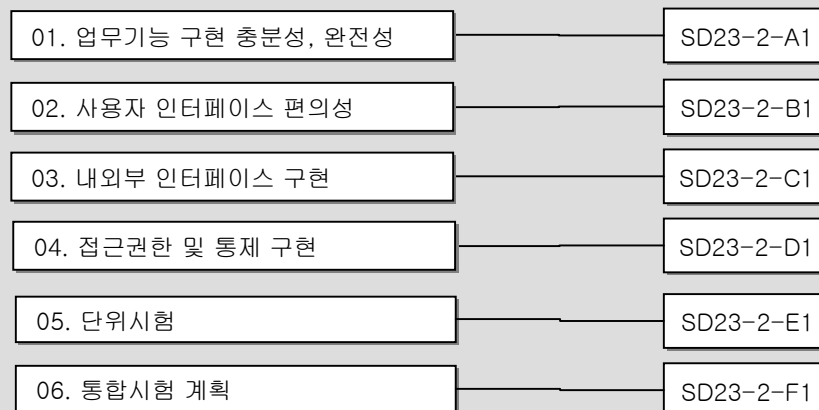 01. 업무기능 구현 충분성, 완전성
SD23-2-A1
02. 사용자 인터페이스 편의성
SD23-2-B1
03. 내외부 인터페이스 구현
SD23-2-C1
04. 접근권한 및 통제 구현
SD23-2-D1
05. 단위시험
SD23-2-E1
06. 통합시험 계획
SD23-2-F1